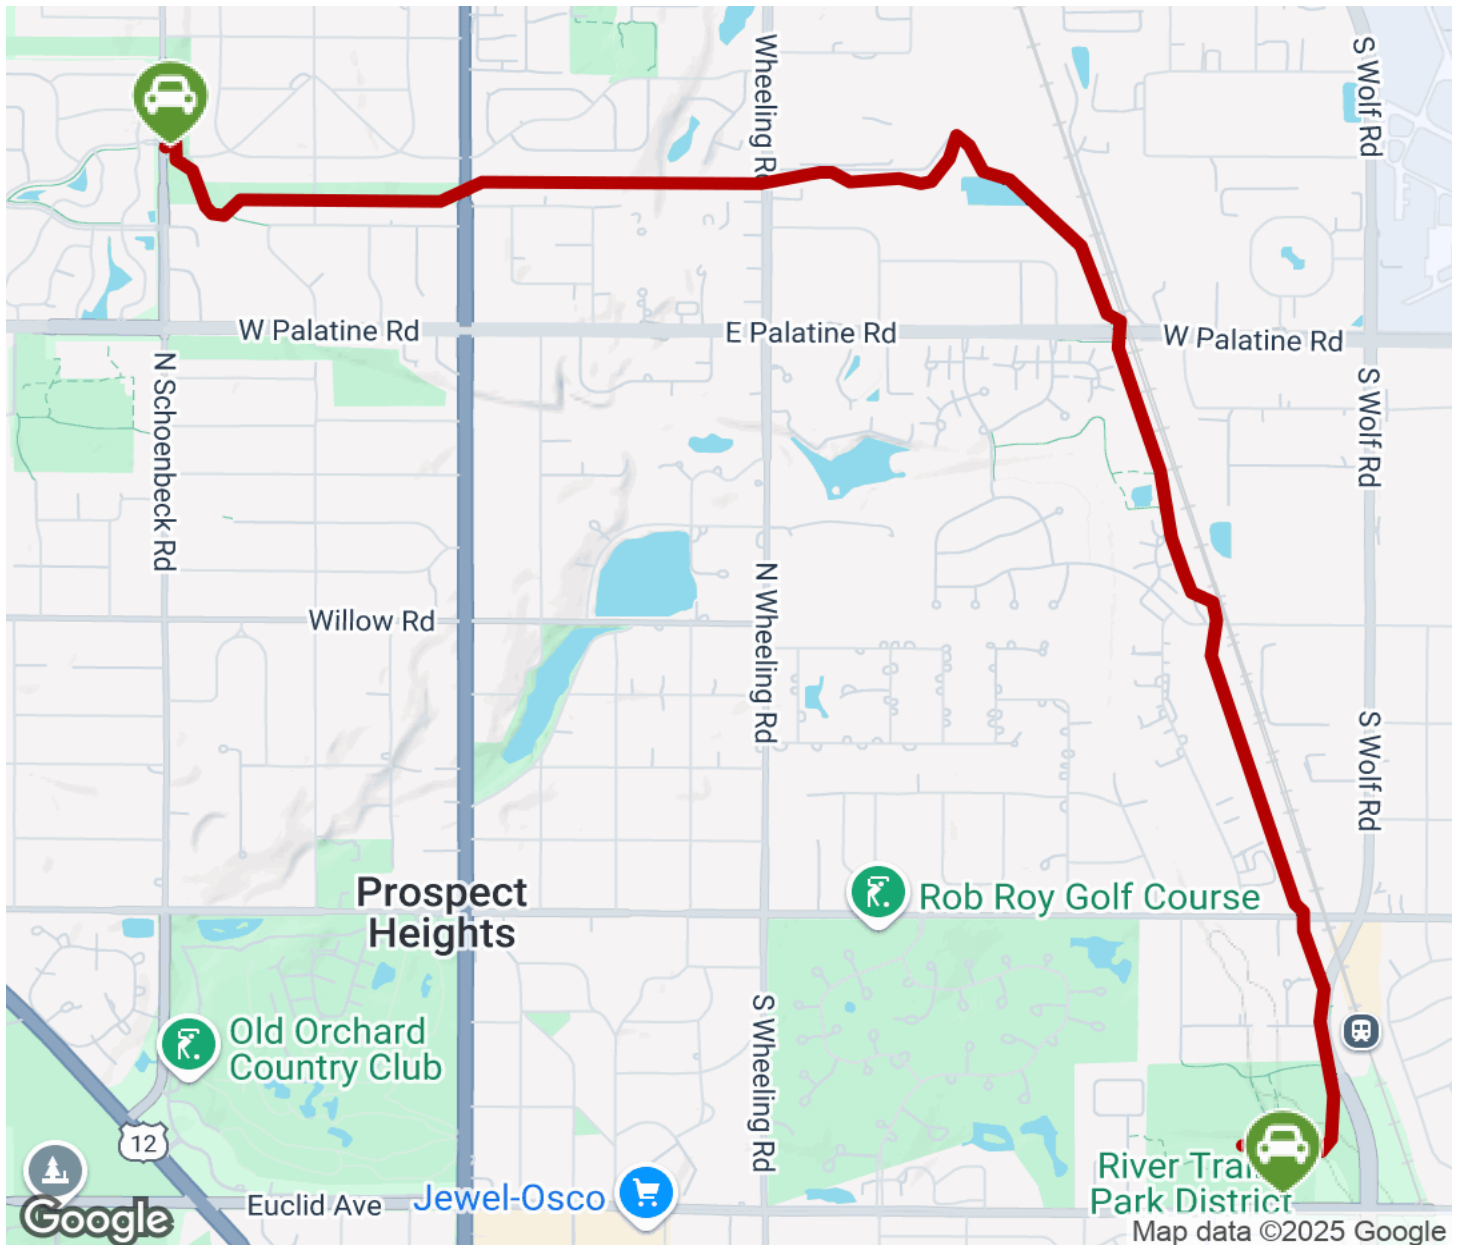 Wheeling Rd
S Wolf Rd
W Palatine Rd
E Palatine Rd
W Palatine Rd
N Schoenbeck Rd
S Wolf Rd
Willow Rd
N Wheeling Rd
S Wolf Rd
Prospect
Heights
Rob Roy Golf Course
Old Orchard
Country Club
S Wheeling Rd
12
River Trai
Park District
Euclid Ave
Jewel-Osco
Google
Map data ©2025 Google